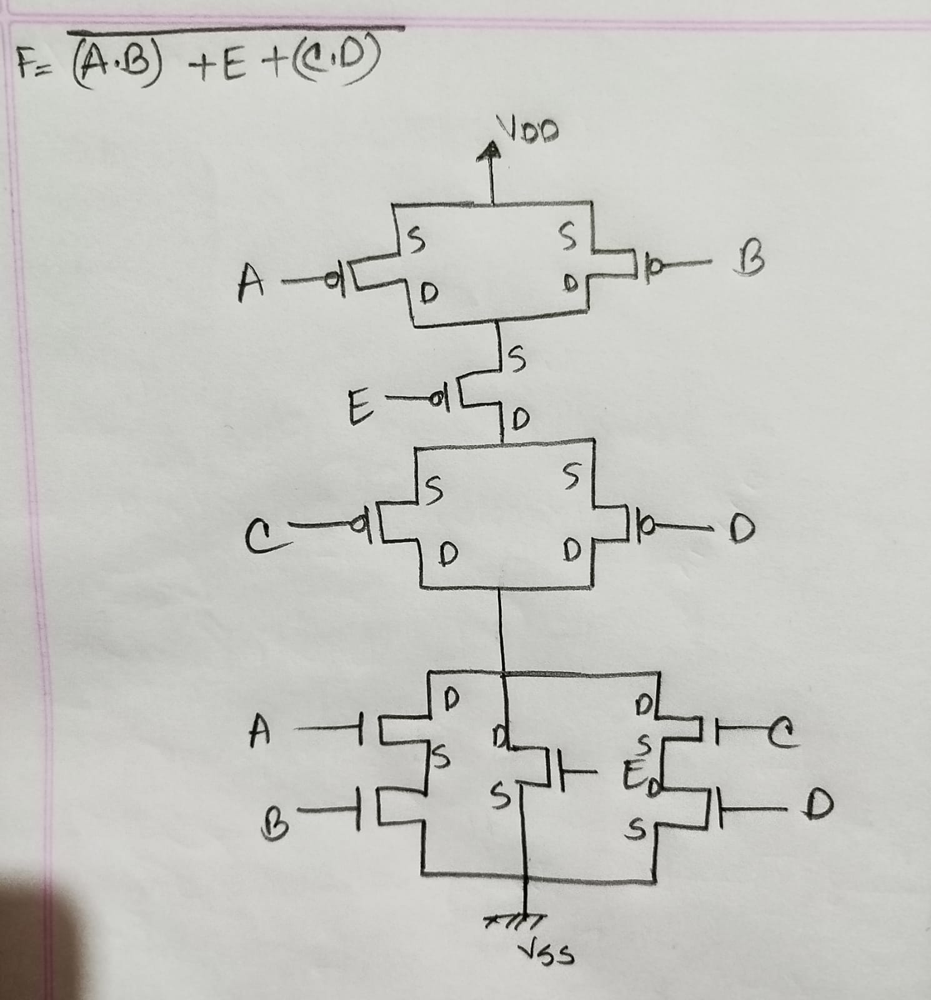 F= (A.B) + E + (C.D)
VDD
S S
A B
D D
S
E
D
S S
C D
D D
D D
A D C
S S
S E D
B D
S
VSS